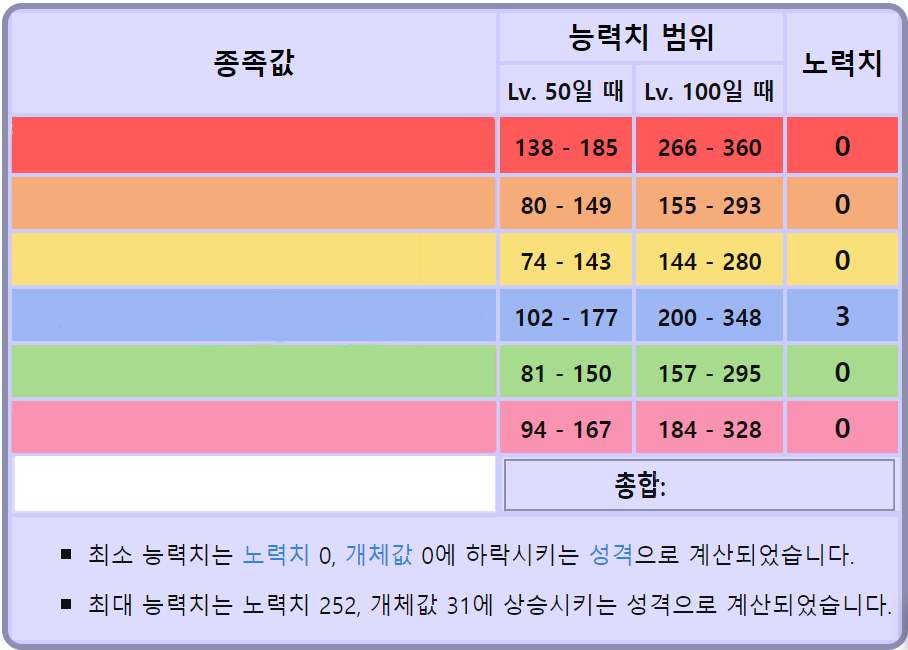 종족값
능력치 범위
노력치
Lv. 50일 때 Lv. 100일 때
138 - 185 266 - 360 0
80 - 149 155 - 293 0
74 - 143 144 - 280 0
102 - 177 200 - 348 3
81 - 150 157 - 295 0
94 - 167 184 - 328 0
총합:
최소 능력치는 노력치 0, 개체값 0에 하락시키는 성격으로 계산되었습니다.
최대 능력치는 노력치 252, 개체값 31에 상승시키는 성격으로 계산되었습니다.